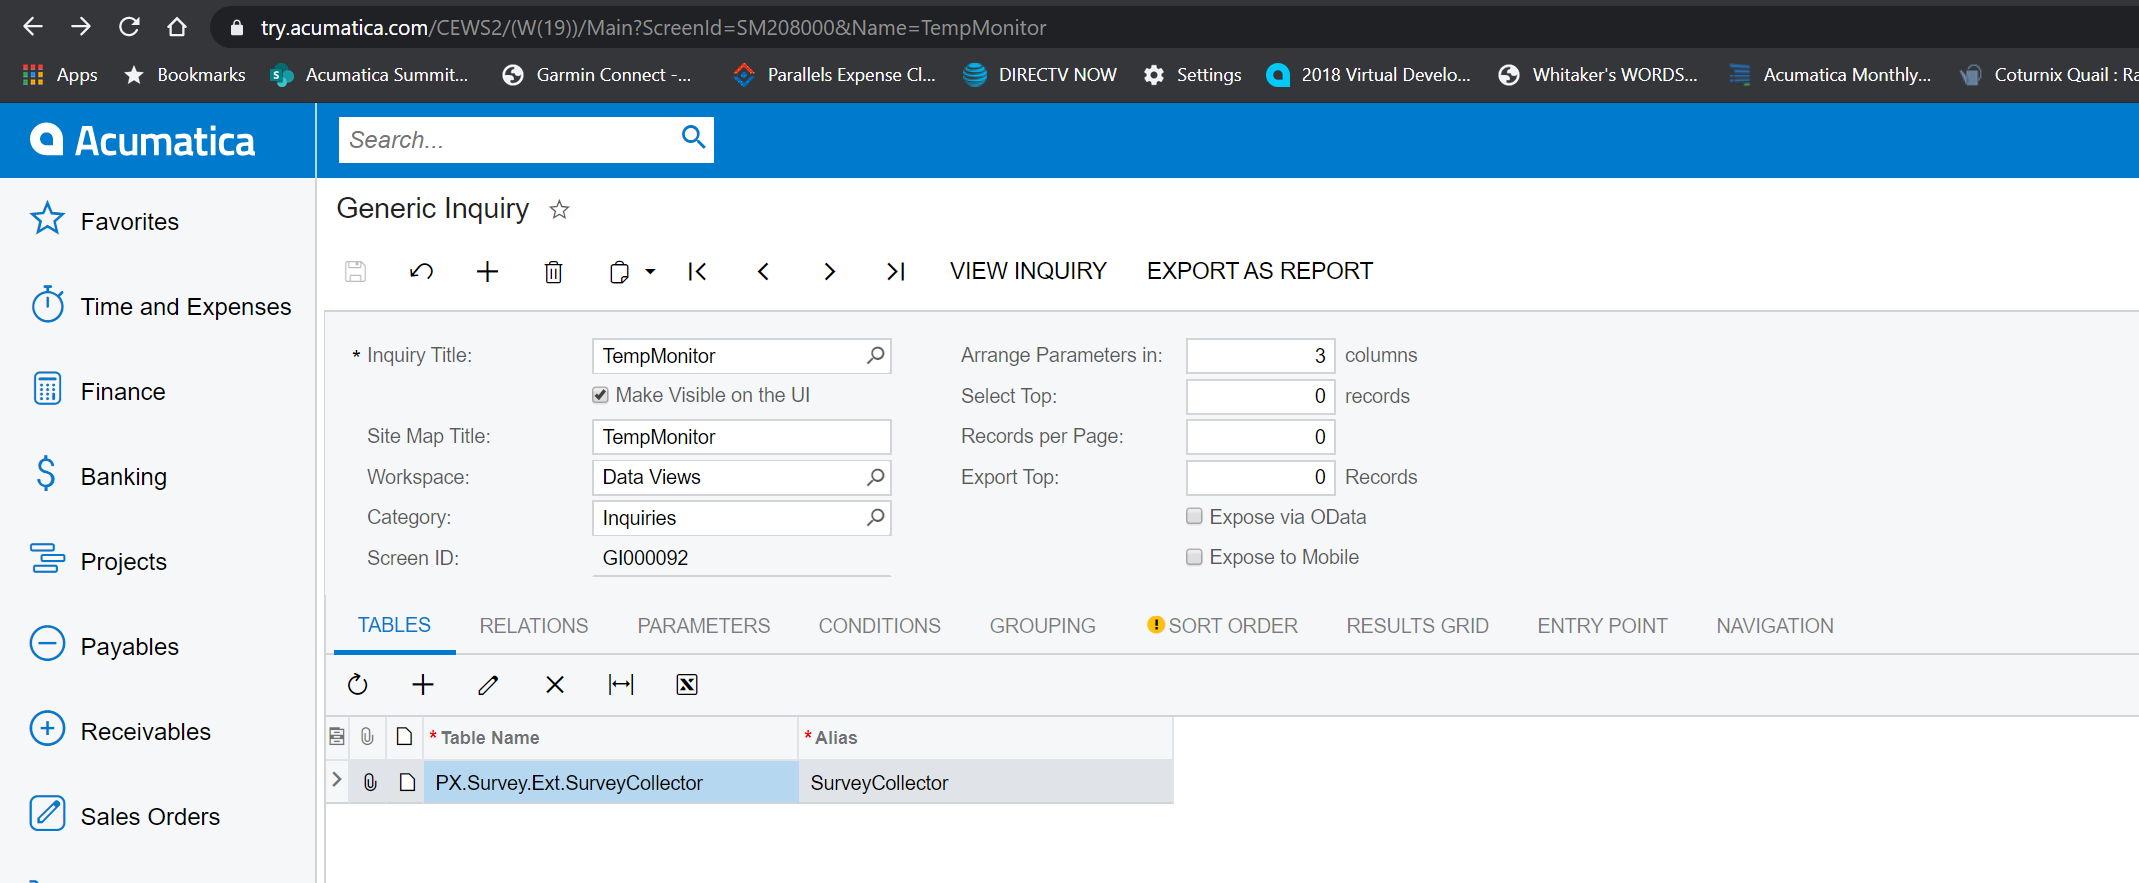 try.acumatica.com/CEWS2/(W(19))/Main?ScreenId=SM208000&Name=TempMonitor
Apps Bookmarks Acumatica Summit... Garmin Connect -... Parallels Expense Cl... DIRECTV NOW Settings 2018 Virtual Develo... Whitaker's WORDS... Acumatica Monthly... Coturnix Quail : Ra
Acumatica
Search...
Generic Inquiry
VIEW INQUIRY EXPORT AS REPORT
Favorites
Time and Expenses
Finance
Banking
Projects
Payables
Receivables
Sales Orders
* Inquiry Title: TempMonitor
Make Visible on the UI
Site Map Title: TempMonitor
Workspace: Data Views
Category: Inquiries
Screen ID: GI000092
Arrange Parameters in: 3 columns
Select Top: 0 records
Records per Page: 0
Export Top: 0 Records
Expose via OData
Expose to Mobile
TABLES RELATIONS PARAMETERS CONDITIONS GROUPING SORT ORDER RESULTS GRID ENTRY POINT NAVIGATION
* Table Name * Alias
PX.Survey.Ext.SurveyCollector SurveyCollector